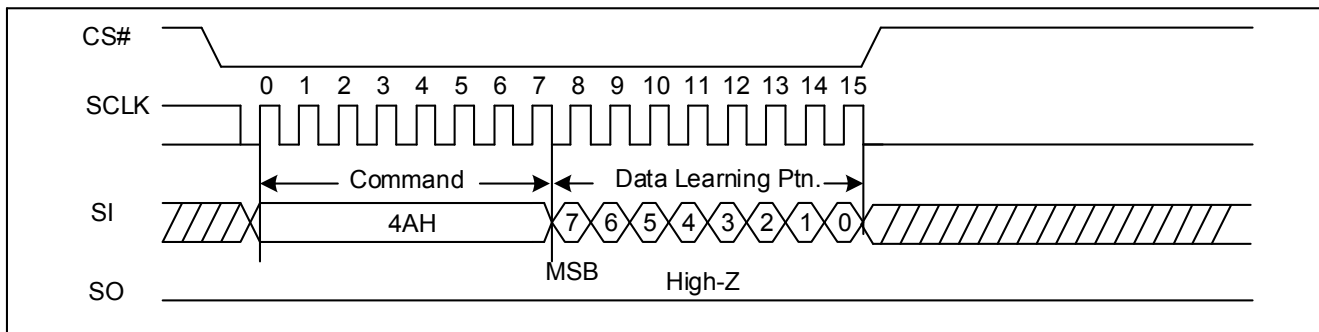 CS#
0 1 2 3 4 5 6 7 8 9 10 11 12 13 14 15
SCLK
Command Data Learning Ptn.
SI 4AH 7 6 5 4 3 2 1 0
MSB High-Z
SO